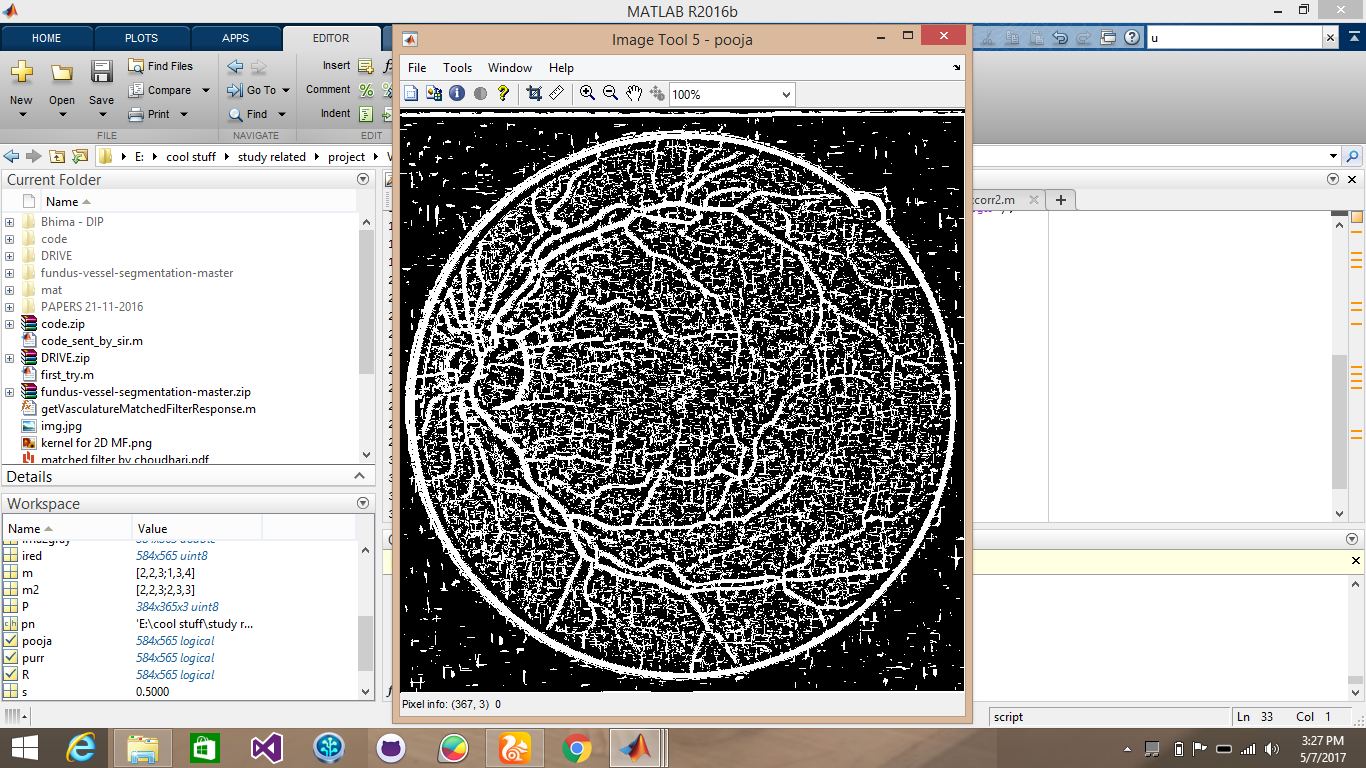 MATLAB R2016b
HOME
PLOTS
APPS
EDITOR
u
New
Open
Save
Find Files
Compare
Print
FILE
Go To
Find
NAVIGATE
Insert
Comment
Indent
EDIT
E: cool stuff study related project
Current Folder
Name
Bhima - DIP
code
DRIVE
fundus-vessel-segmentation-master
mat
PAPERS 21-11-2016
code.zip
code_sent_by_sir.m
DRIVE.zip
first_try.m
fundus-vessel-segmentation-master.zip
getVasculatureMatchedFilterResponse.m
img.jpg
kernel for 2D MF.png
matched filter by choudhari.pdf
Details
Workspace
Name Value
ired 584x565 uint8
m [2,2,3;1,3,4]
m2 [2,2,3;2,3,3]
P 384x365x3 uint8
pn 'E:\cool stuff\study r...
pooja 584x565 logical
purr 584x565 logical
R 584x565 logical
s 0.5000
Image Tool 5 - pooja
File Tools Window Help
100%
Pixel info: (367, 3) 0
corr2.m
script
Ln 33 Col 1
3:27 PM
5/7/2017